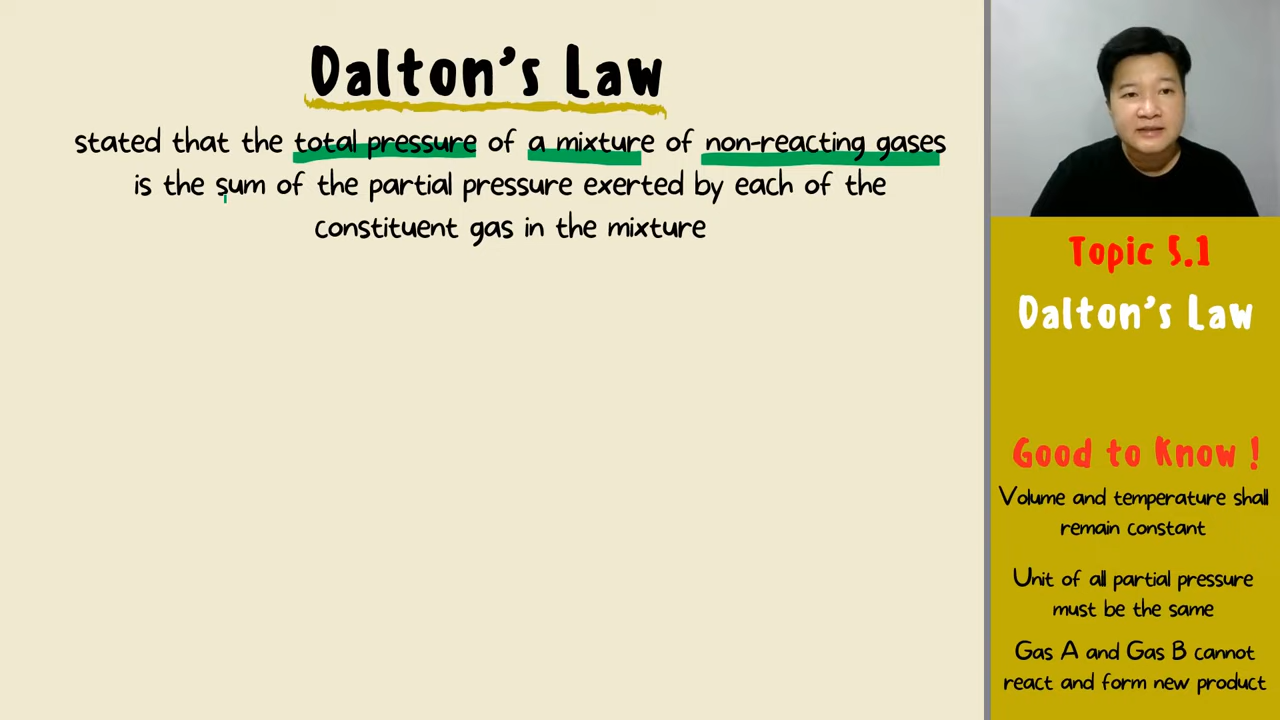 Dalton's Law
stated that the total pressure of a mixture of non-reacting gases
is the sum of the partial pressure exerted by each of the
constituent gas in the mixture
Topic 5.1
Dalton's Law
Good to Know !
Volume and temperature shall
remain constant
Unit of all partial pressure
must be the same
Gas A and Gas B cannot
react and form new product